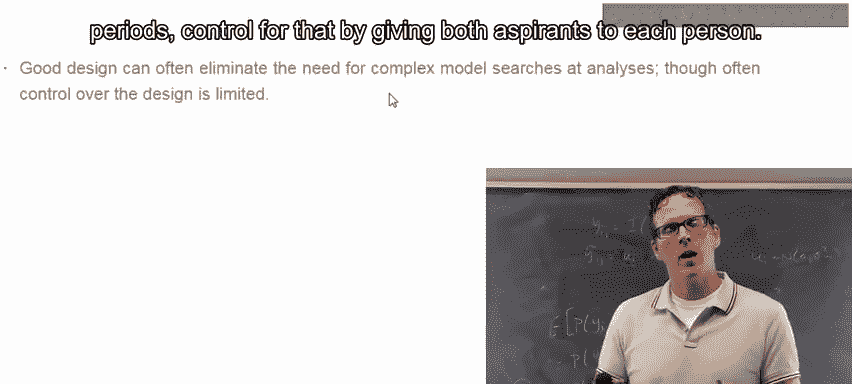 periods, control for that by giving both aspirants to each person.
· Good design can often eliminate the need for complex model searches at analyses; though often
control over the design is limited.